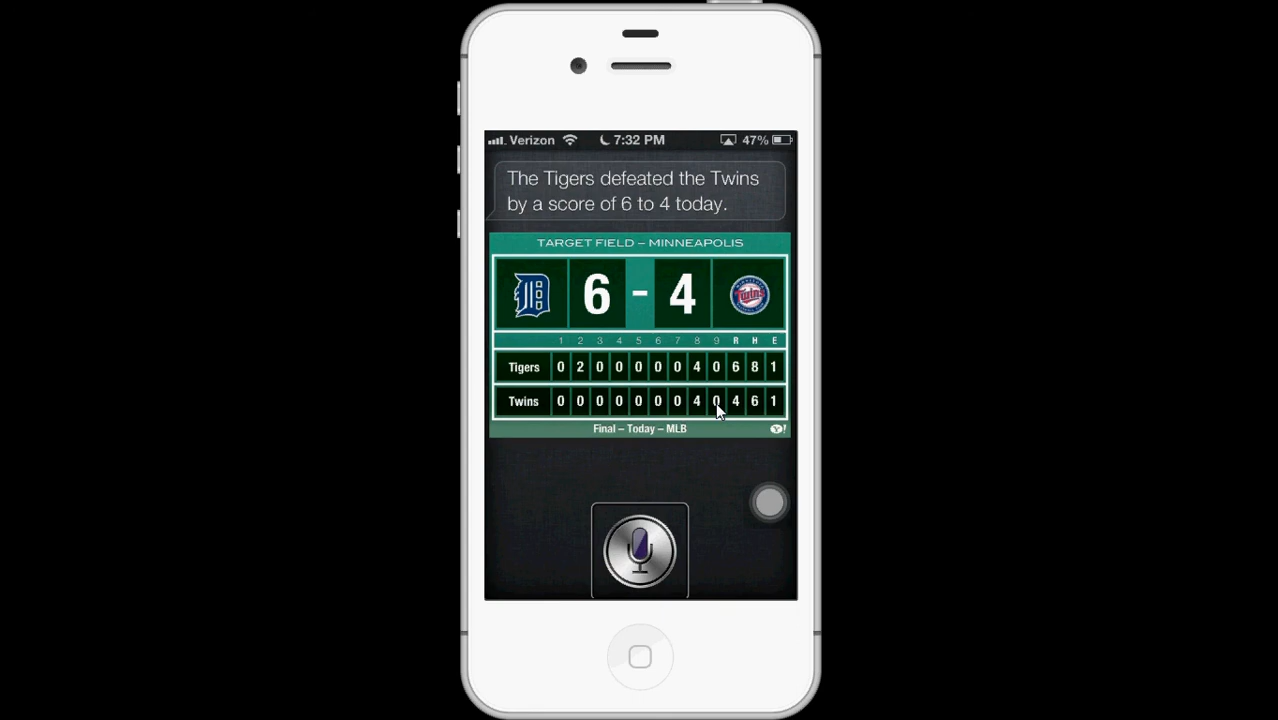 Verizon 7:32 PM 47%
The Tigers defeated the Twins
by a score of 6 to 4 today.
TARGET FIELD – MINNEAPOLIS
D 6 - 4 Twins
1 2 3 4 5 6 7 8 9 R H E
Tigers 0 2 0 0 0 0 0 4 0 6 8 1
Twins 0 0 0 0 0 0 0 4 0 4 6 1
Final – Today – MLB Y!